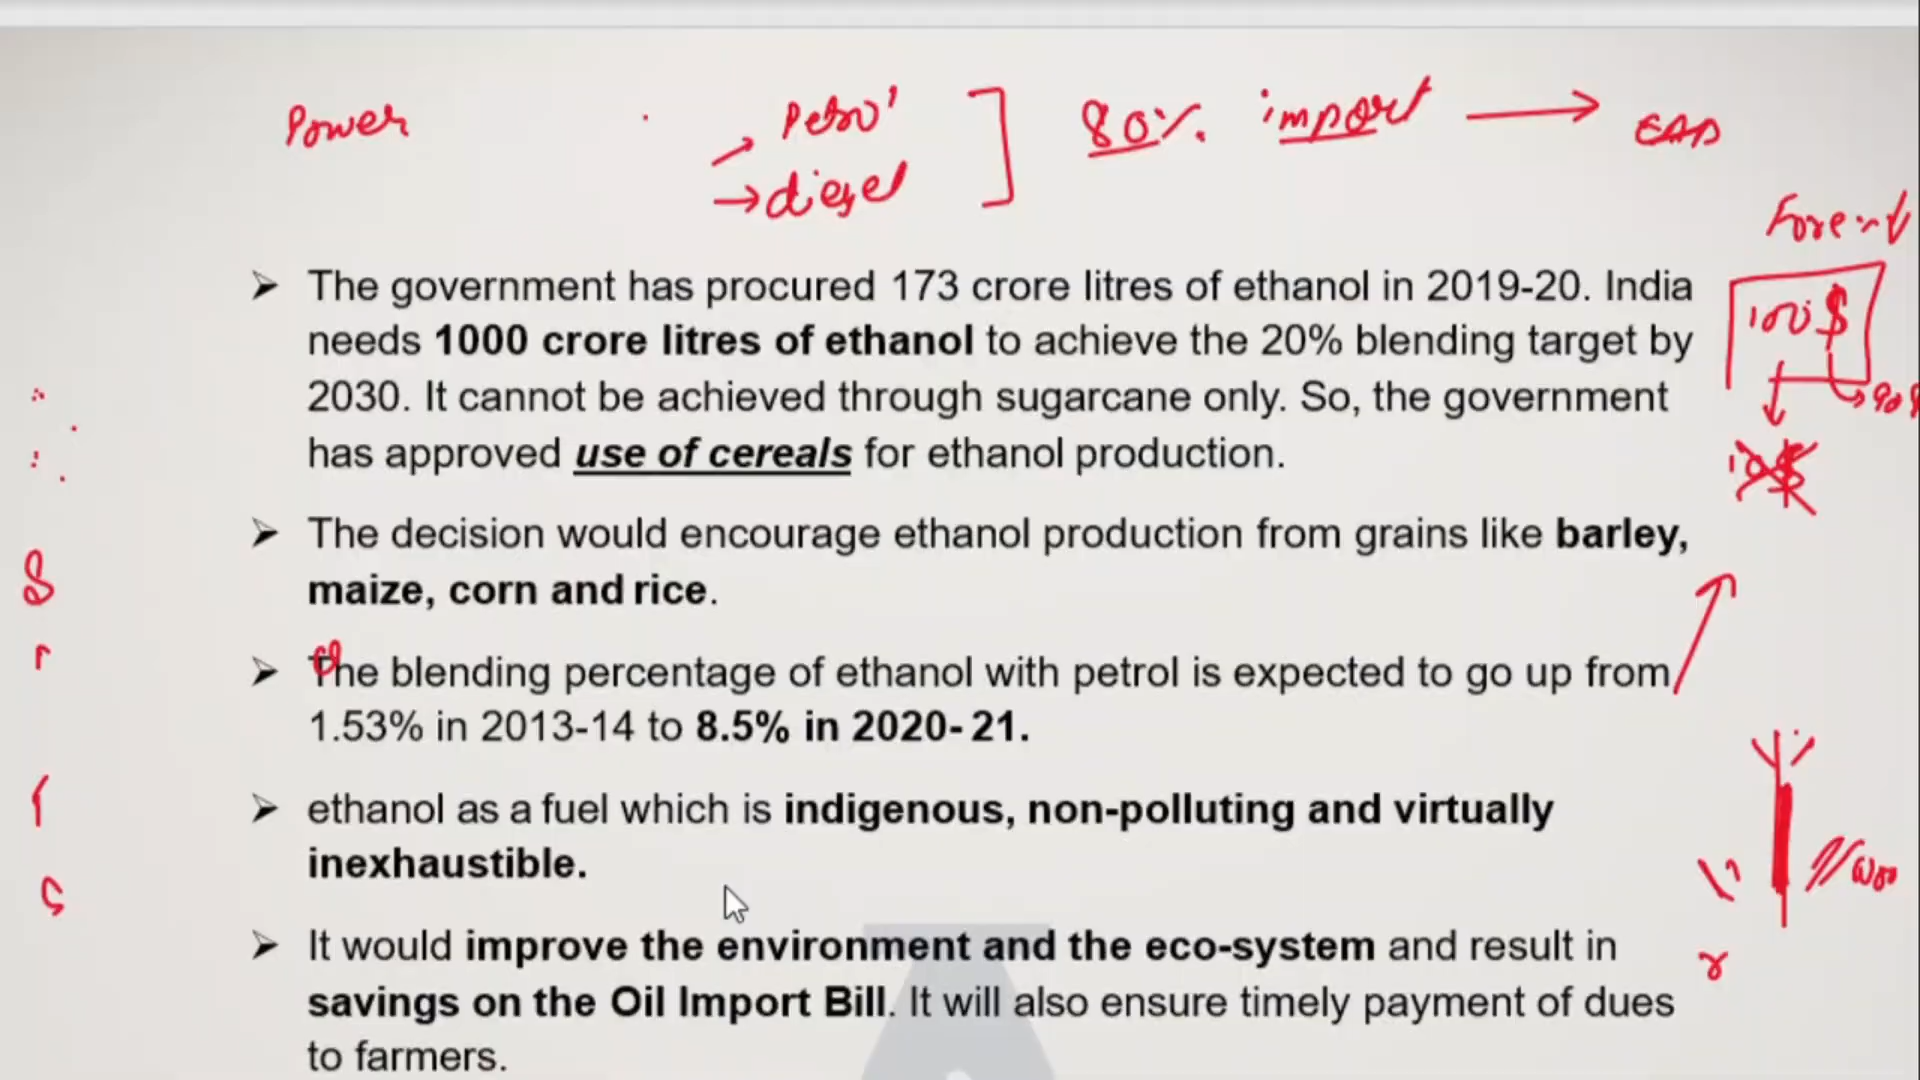 Power
Petro'
diesel
80% import
CAD
100$
➢ The government has procured 173 crore litres of ethanol in 2019-20. India
needs 1000 crore litres of ethanol to achieve the 20% blending target by
2030. It cannot be achieved through sugarcane only. So, the government
has approved use of cereals for ethanol production.
➢ The decision would encourage ethanol production from grains like barley,
maize, corn and rice.
➢ The blending percentage of ethanol with petrol is expected to go up from
1.53% in 2013-14 to 8.5% in 2020-21.
➢ ethanol as a fuel which is indigenous, non-polluting and virtually
inexhaustible.
➢ It would improve the environment and the eco-system and result in
savings on the Oil Import Bill. It will also ensure timely payment of dues
to farmers.